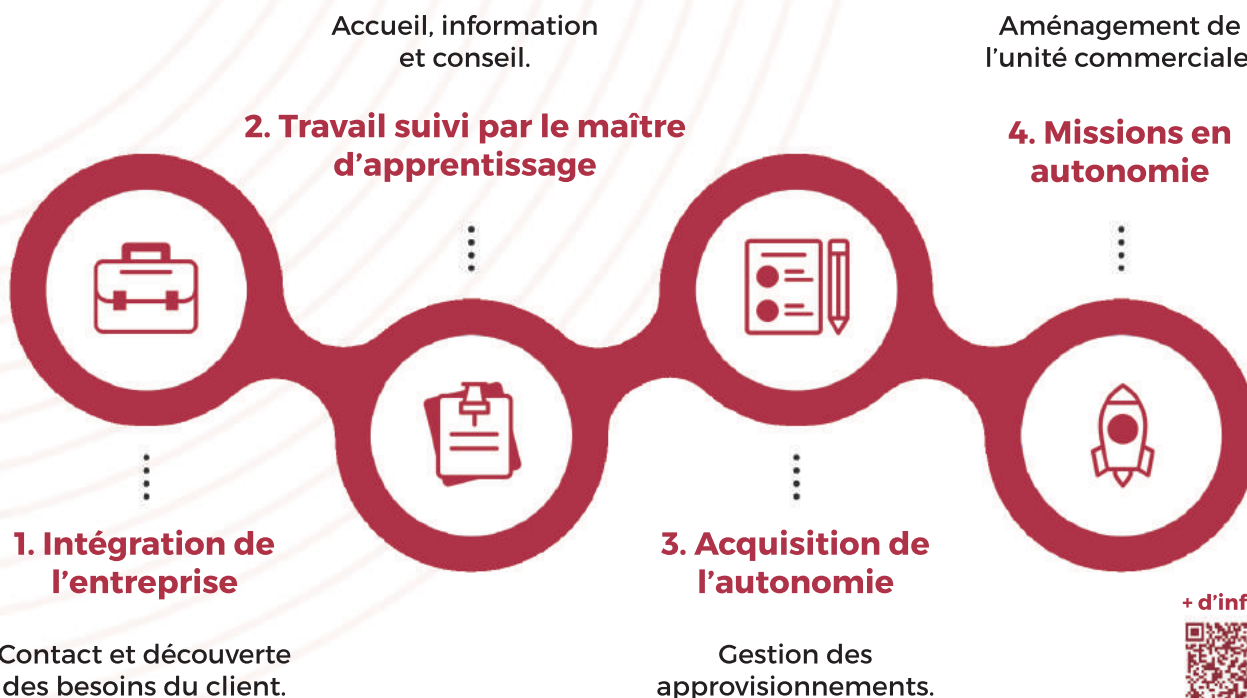 Accueil, information
et conseil.
2. Travail suivi par le maître
d'apprentissage
Aménagement de
l'unité commerciale
4. Missions en
autonomie
1. Intégration de
l'entreprise
Contact et découverte
des besoins du client.
3. Acquisition de
l'autonomie
Gestion des
approvisionnements.
+ d'inf